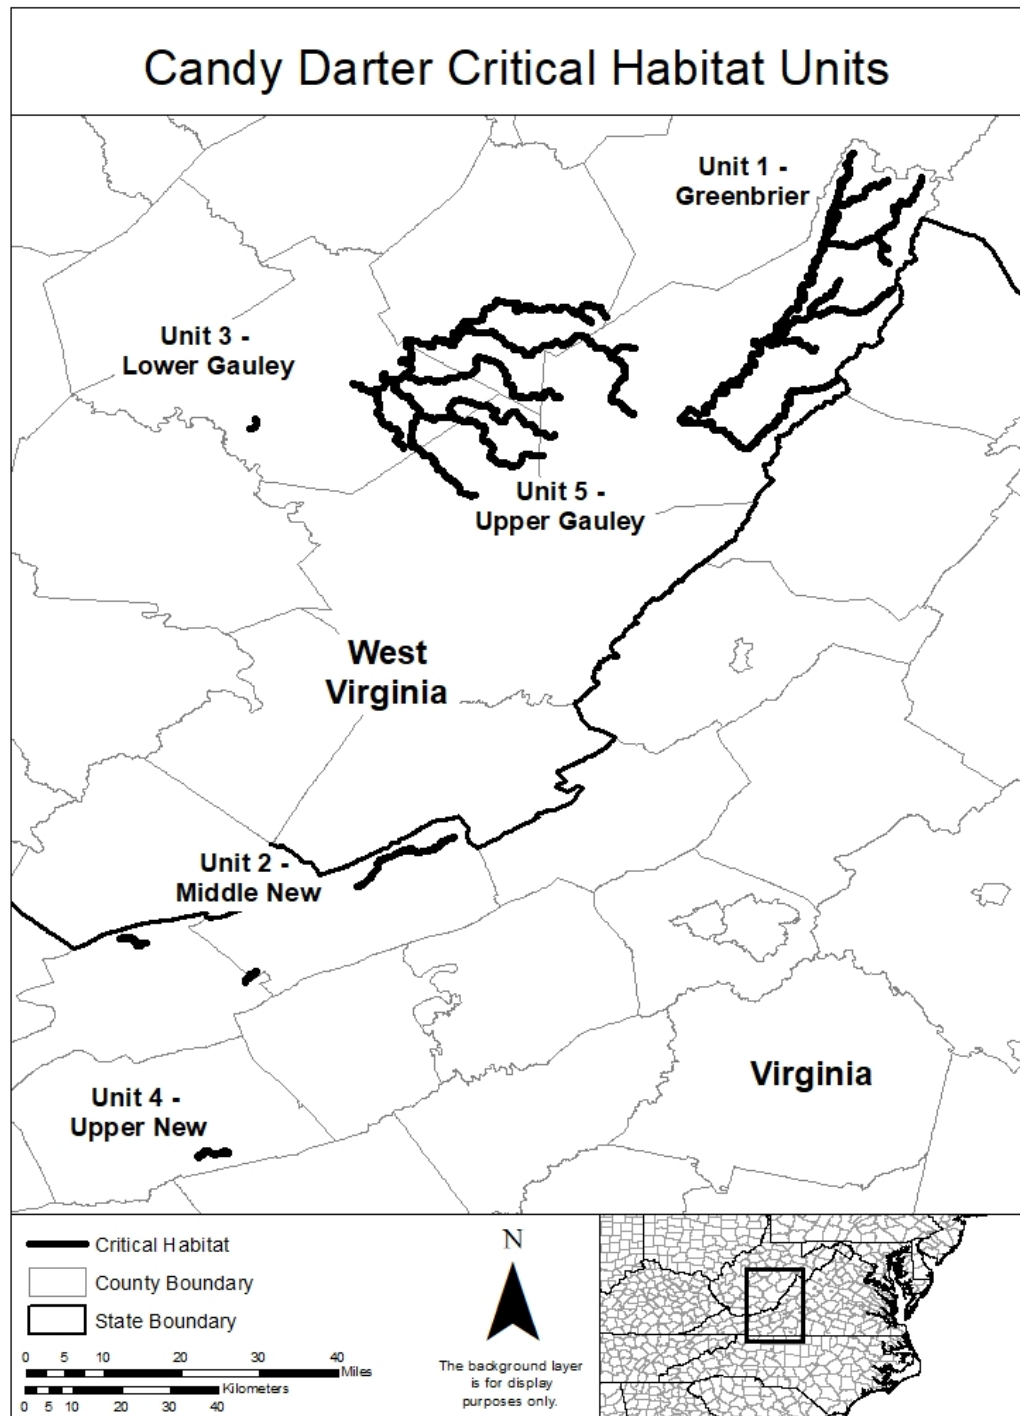 Candy Darter Critical Habitat Units
Unit 1 -
Greenbrier
Unit 3 -
Lower Gauley
Unit 5 -
Upper Gauley
West
Virginia
Unit 2 -
Middle New
Virginia
Unit 4 -
Upper New
Critical Habitat
County Boundary
State Boundary
0 5 10 20 30 40
Miles
Kilometers
0 5 10 20 30 40
N
The background layer
is for display
purposes only.